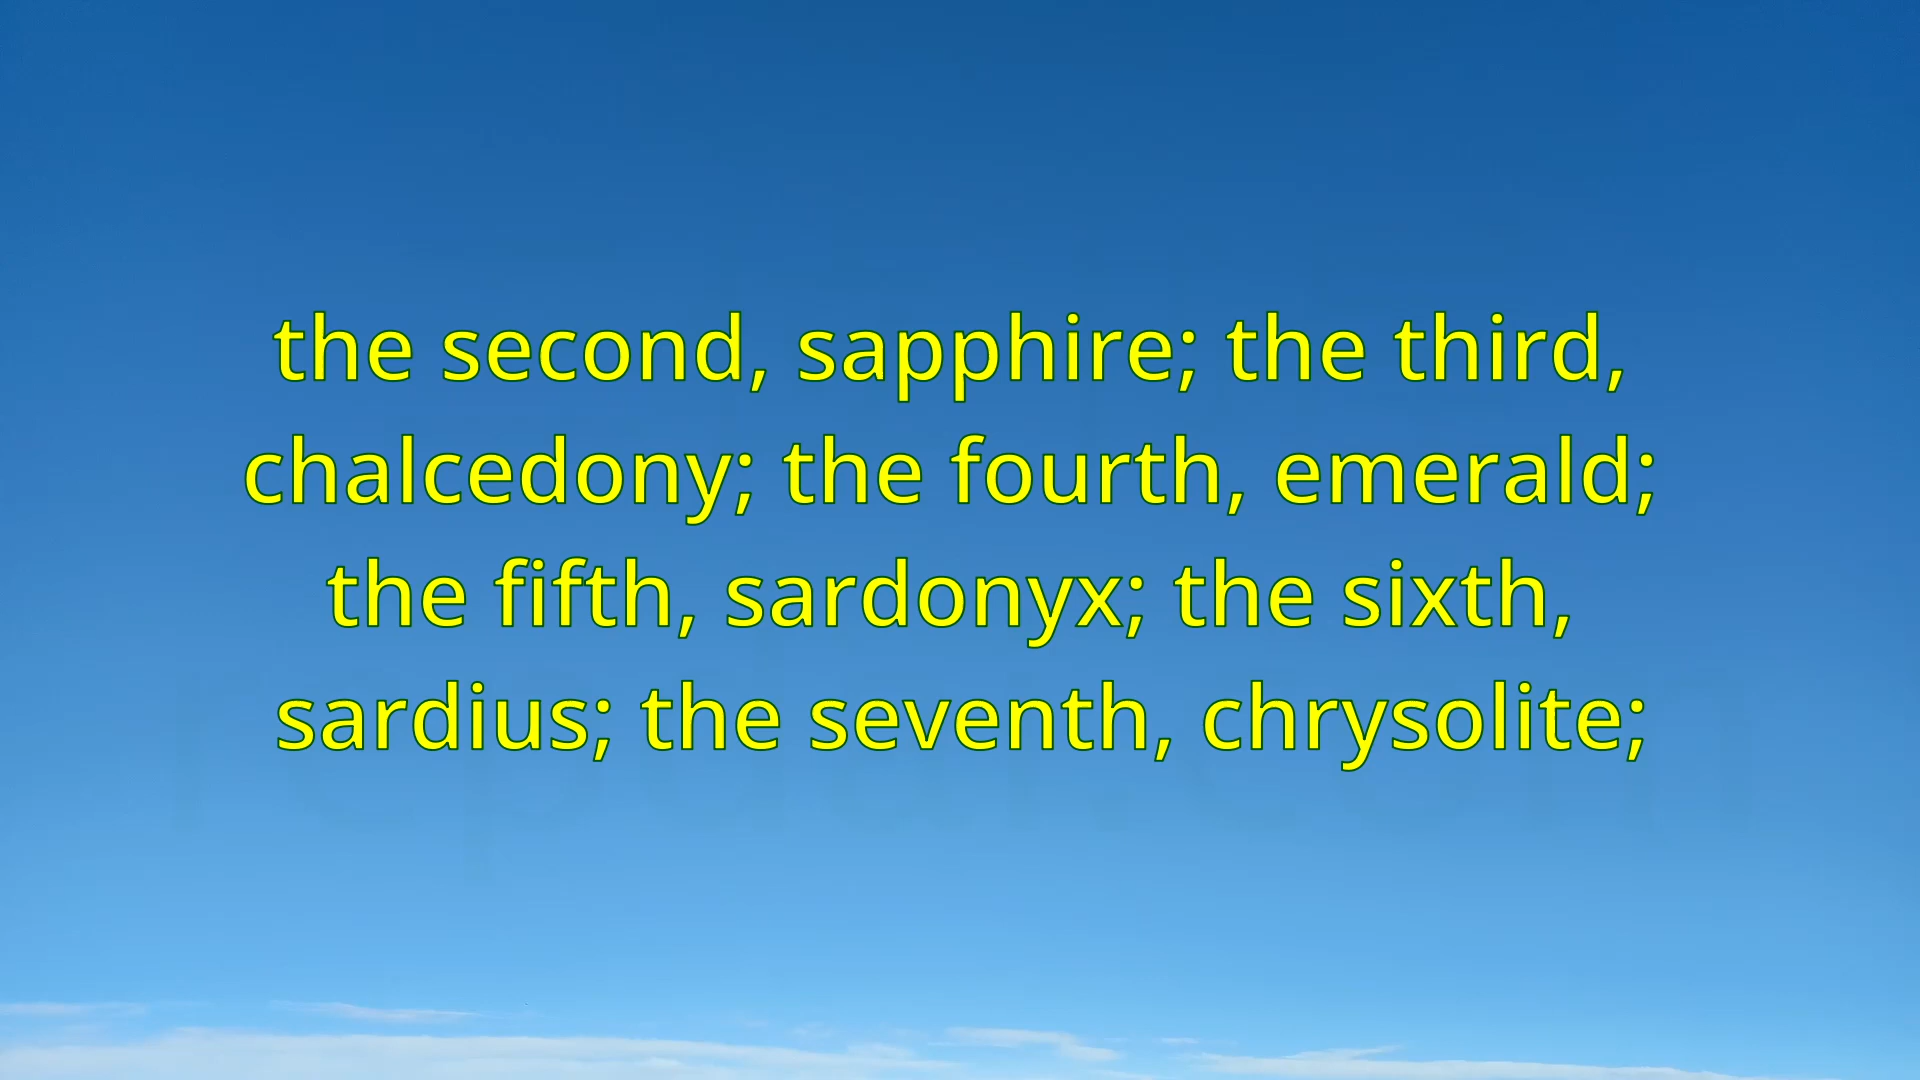 the second, sapphire; the third,
chalcedony; the fourth, emerald;
the fifth, sardonyx; the sixth,
sardius; the seventh, chrysolite;